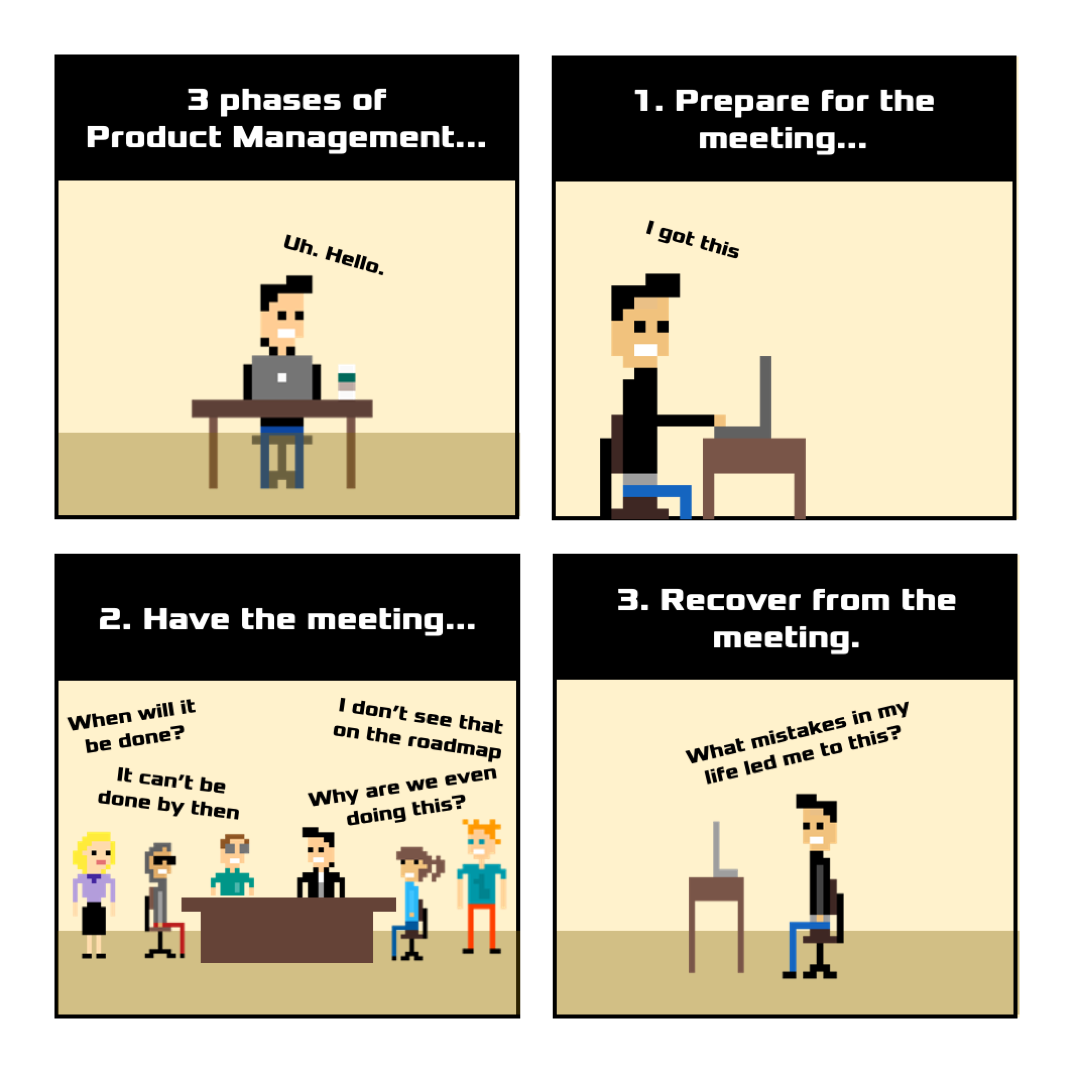 3 phases of
Product Management...
Uh. Hello.
1. Prepare for the
meeting...
I got this
2. Have the meeting...
When will it
be done?
It can't be
done by then
I don't see that
on the roadmap
Why are we even
doing this?
3. Recover from the
meeting.
What mistakes in my
life led me to this?